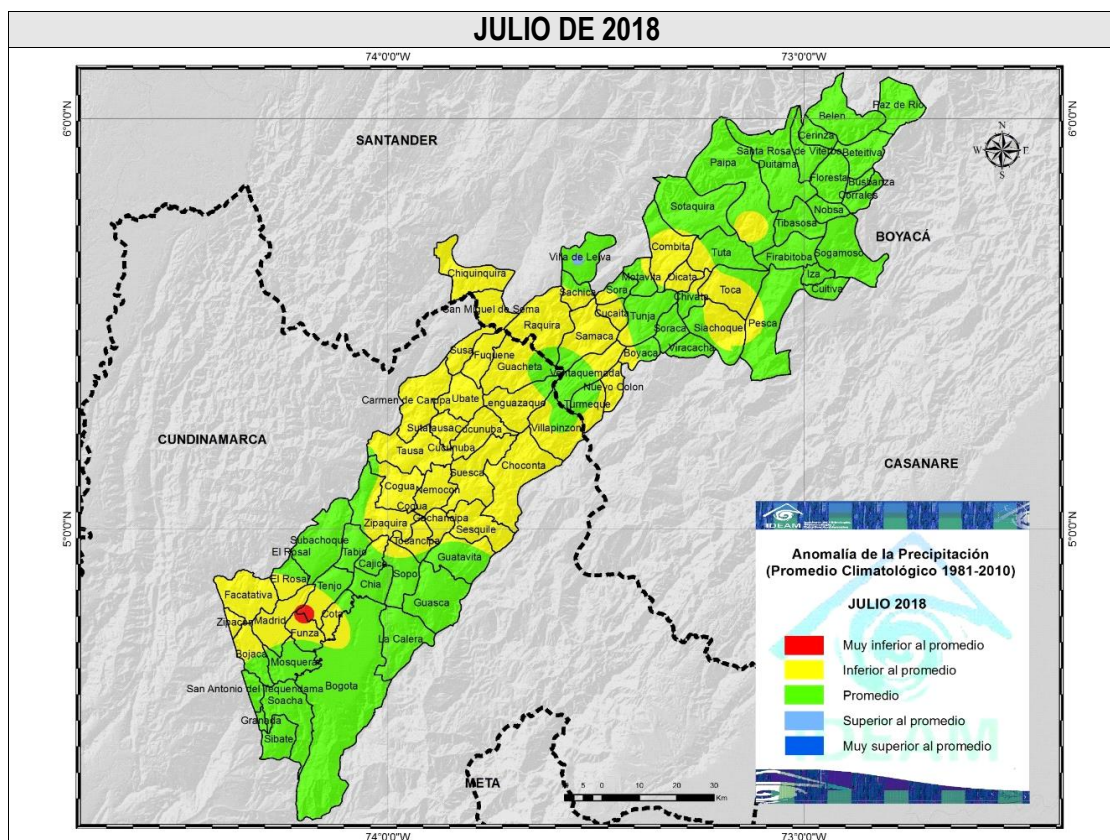 JULIO DE 2018
74°0'0"W
73°0'0"W
6°0'0"N
6°0'0"N
5°0'0"N
5°0'0"N
N
W E
S
SANTANDER
BOYACÁ
CUNDINAMARCA
CASANARE
META
Paz de Rio
Belen
Cerinza
Santa Rosa de Viterbo
Beteitiva
Paipa
Duitama
Floresta
Busbanza
Corrales
Sotaquira
Nobsa
Tibasosa
Combita
Tuta
Firabitoba
Sogamoso
Villa de Leiva
Motavita
Oicata
Iza
Chiquinquira
Sachica
Sora
Chivata
Toca
Cuitiva
San Miguel de Sema
Cucaita
Tunja
Raquira
Soraca
Siachoque
Pesca
Samaca
Susa
Fuquene
Boyaca
Viracacha
Guacheta
Ventaquemada
Nuevo Colon
Carmen de Carupa
Ubate
Lenguazaque
Turmeque
Sutatausa
Cucunuba
Villapinzon
Tausa
Cucunuba
Choconta
Suesca
Cogua
Nemocon
Cogua
Gachancipa
Zipaquira
Sesquile
Tosancipa
Subachoque
El Rosal
Tabio
Guatavita
Cajica
Sopo
El Rosal
Tenjo
Chia
Facatativa
Guasca
Cota
Zipacon
Madrid
Funza
La Calera
Bojaca
Mosquera
San Antonio del Tequendama
Bogota
Soacha
Granada
Sibate
IDEAM
Anomalía de la Precipitación
(Promedio Climatológico 1981-2010)
JULIO 2018
Muy inferior al promedio
Inferior al promedio
Promedio
Superior al promedio
Muy superior al promedio
IDEAM
10 20 30
Km
74°0'0"W
73°0'0"W